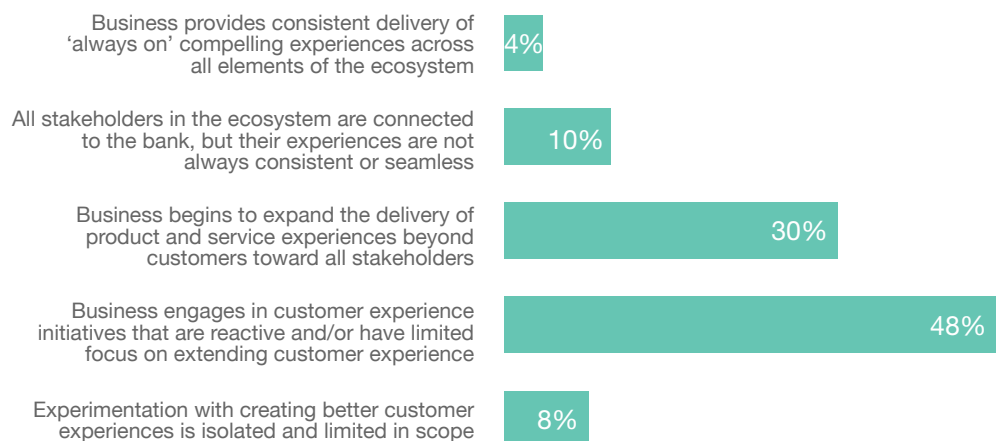 Business provides consistent delivery of
‘always on’ compelling experiences across
all elements of the ecosystem
4%
All stakeholders in the ecosystem are connected
to the bank, but their experiences are not
always consistent or seamless
10%
Business begins to expand the delivery of
product and service experiences beyond
customers toward all stakeholders
30%
Business engages in customer experience
initiatives that are reactive and/or have limited
focus on extending customer experience
48%
Experimentation with creating better customer
experiences is isolated and limited in scope
8%